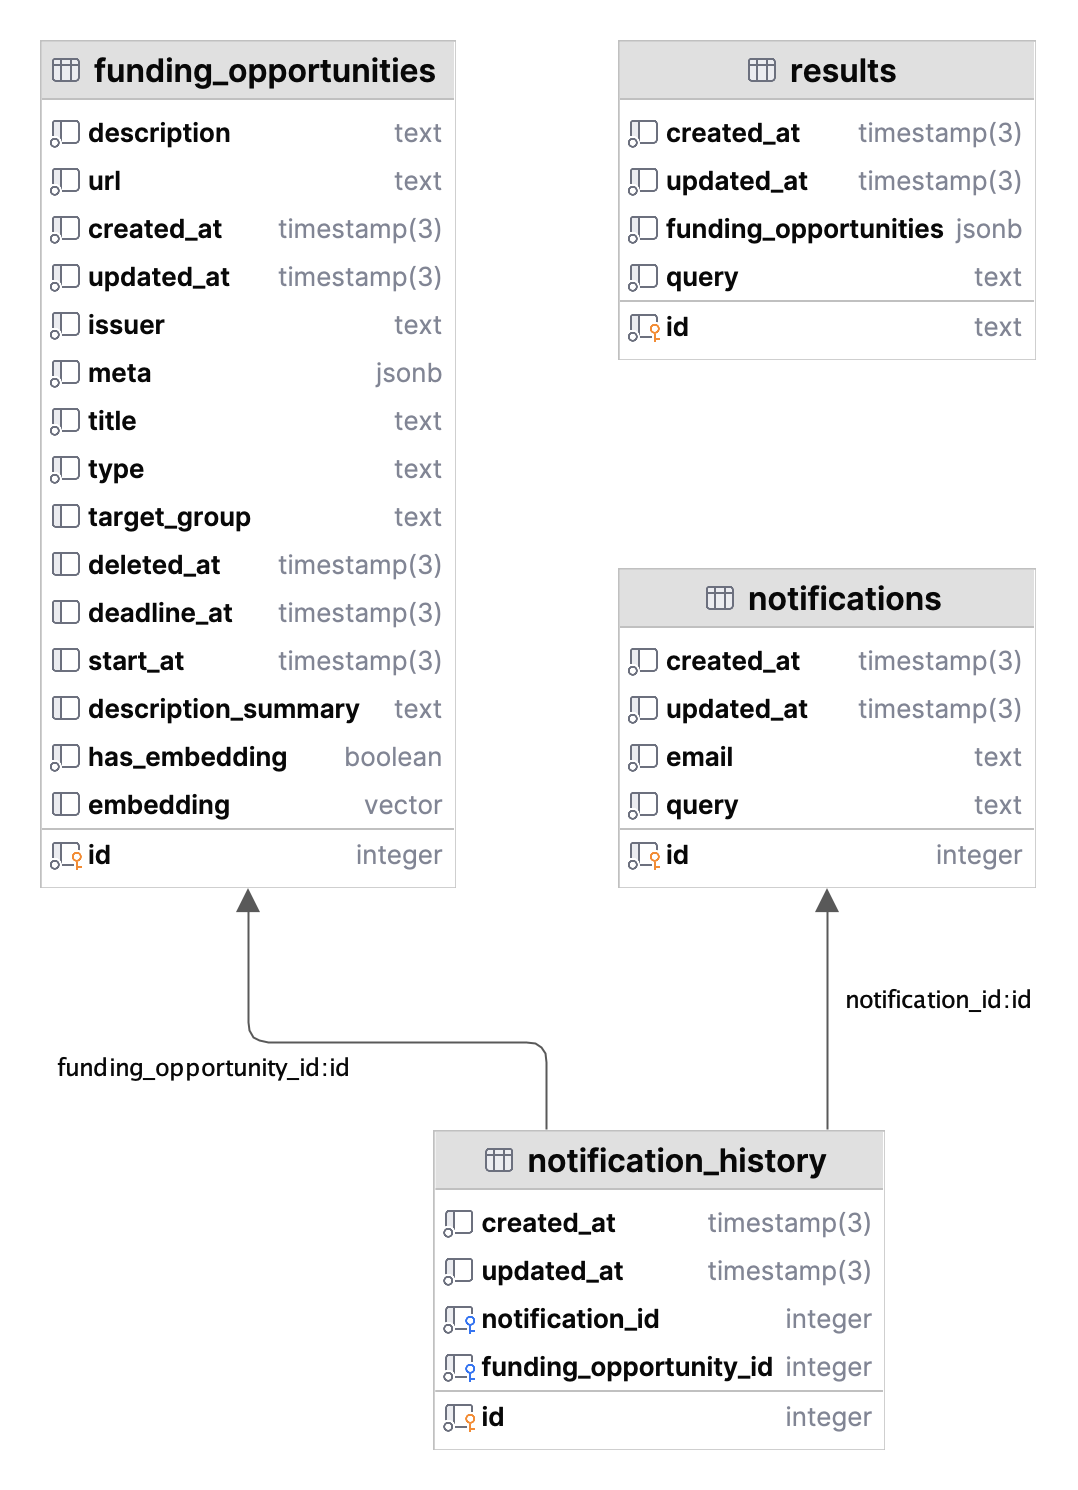 funding_opportunities
description text
url text
created_at timestamp(3)
updated_at timestamp(3)
issuer text
meta jsonb
title text
type text
target_group text
deleted_at timestamp(3)
deadline_at timestamp(3)
start_at timestamp(3)
description_summary text
has_embedding boolean
embedding vector
id integer
results
created_at timestamp(3)
updated_at timestamp(3)
funding_opportunities jsonb
query text
id text
notifications
created_at timestamp(3)
updated_at timestamp(3)
email text
query text
id integer
notification_id:id
funding_opportunity_id:id
notification_history
created_at timestamp(3)
updated_at timestamp(3)
notification_id integer
funding_opportunity_id integer
id integer